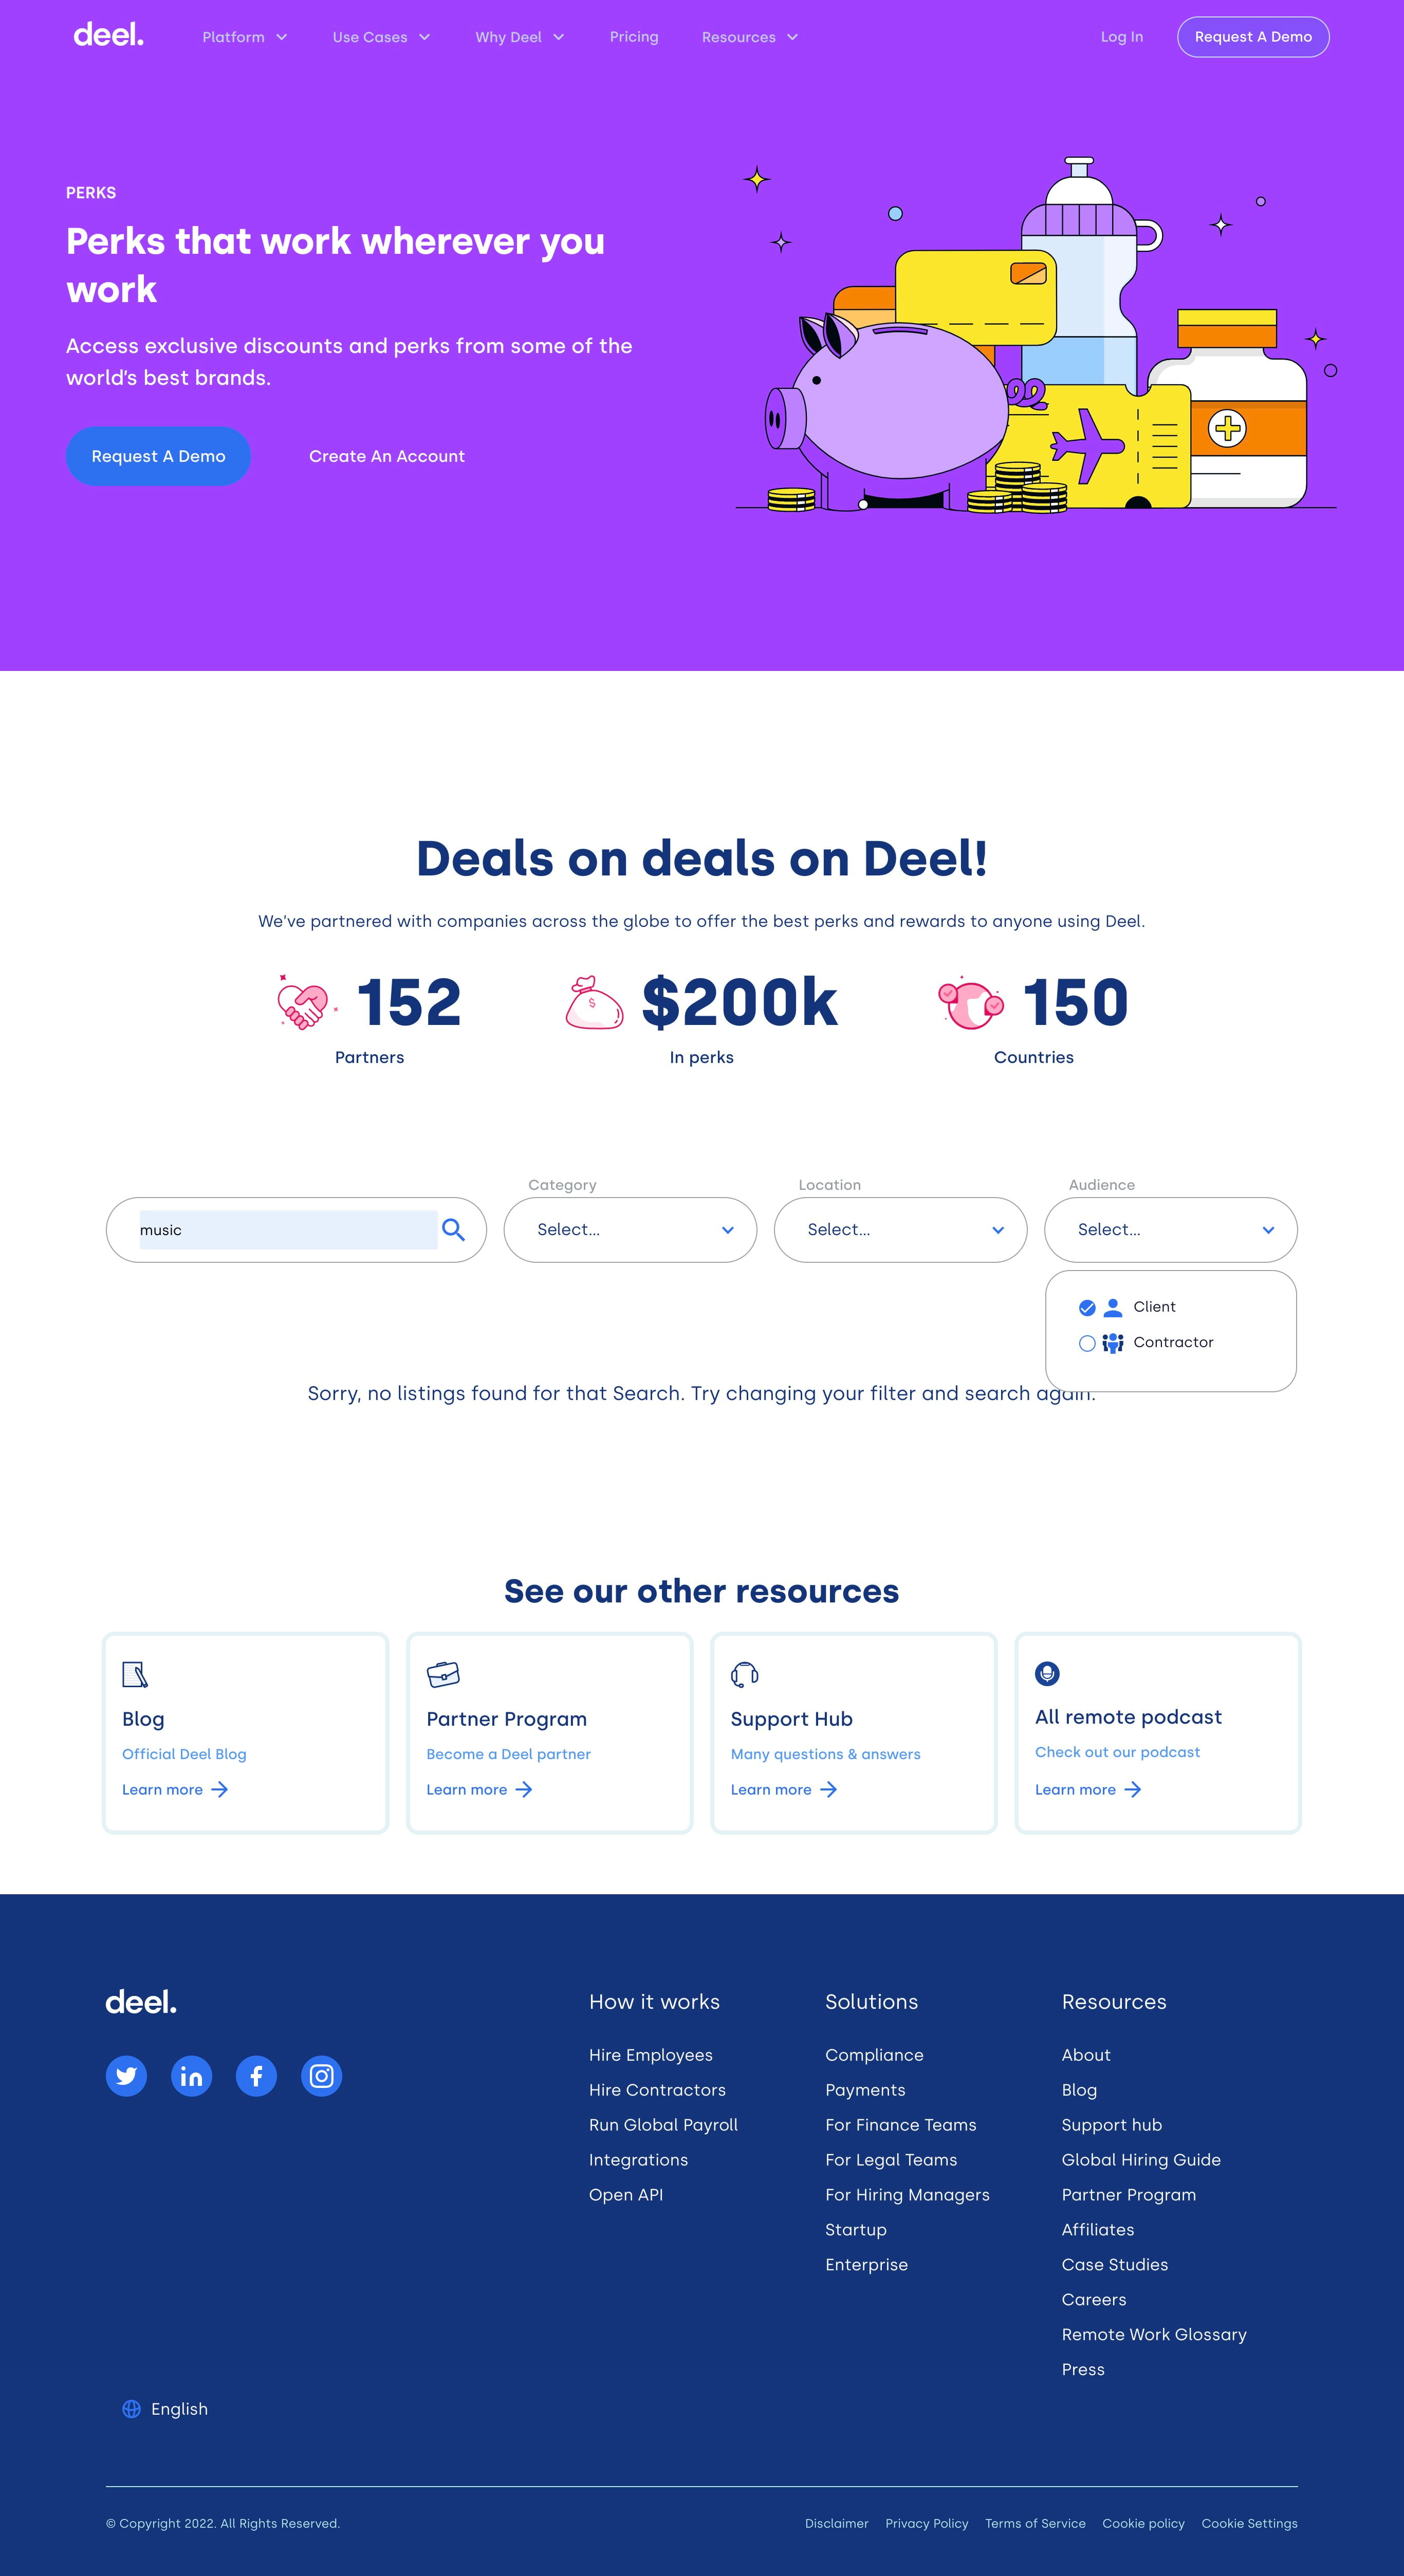 deel.
Platform
Use Cases
Why Deel
Pricing
Resources
Log In
Request A Demo
PERKS
Perks that work wherever you
work
Access exclusive discounts and perks from some of the
world’s best brands.
Request A Demo
Create An Account
Deals on deals on Deel!
We’ve partnered with companies across the globe to offer the best perks and rewards to anyone using Deel.
152
Partners
$
$200k
In perks
150
Countries
music
Category
Select...
Location
Select...
Audience
Select...
Client
Contractor
Sorry, no listings found for that Search. Try changing your filter and search again.
See our other resources
Blog
Official Deel Blog
Learn more
Partner Program
Become a Deel partner
Learn more
Support Hub
Many questions & answers
Learn more
All remote podcast
Check out our podcast
Learn more
deel.
How it works
Hire Employees
Hire Contractors
Run Global Payroll
Integrations
Open API
Solutions
Compliance
Payments
For Finance Teams
For Legal Teams
For Hiring Managers
Startup
Enterprise
Resources
About
Blog
Support hub
Global Hiring Guide
Partner Program
Affiliates
Case Studies
Careers
Remote Work Glossary
Press
English
© Copyright 2022. All Rights Reserved.
Disclaimer
Privacy Policy
Terms of Service
Cookie policy
Cookie Settings